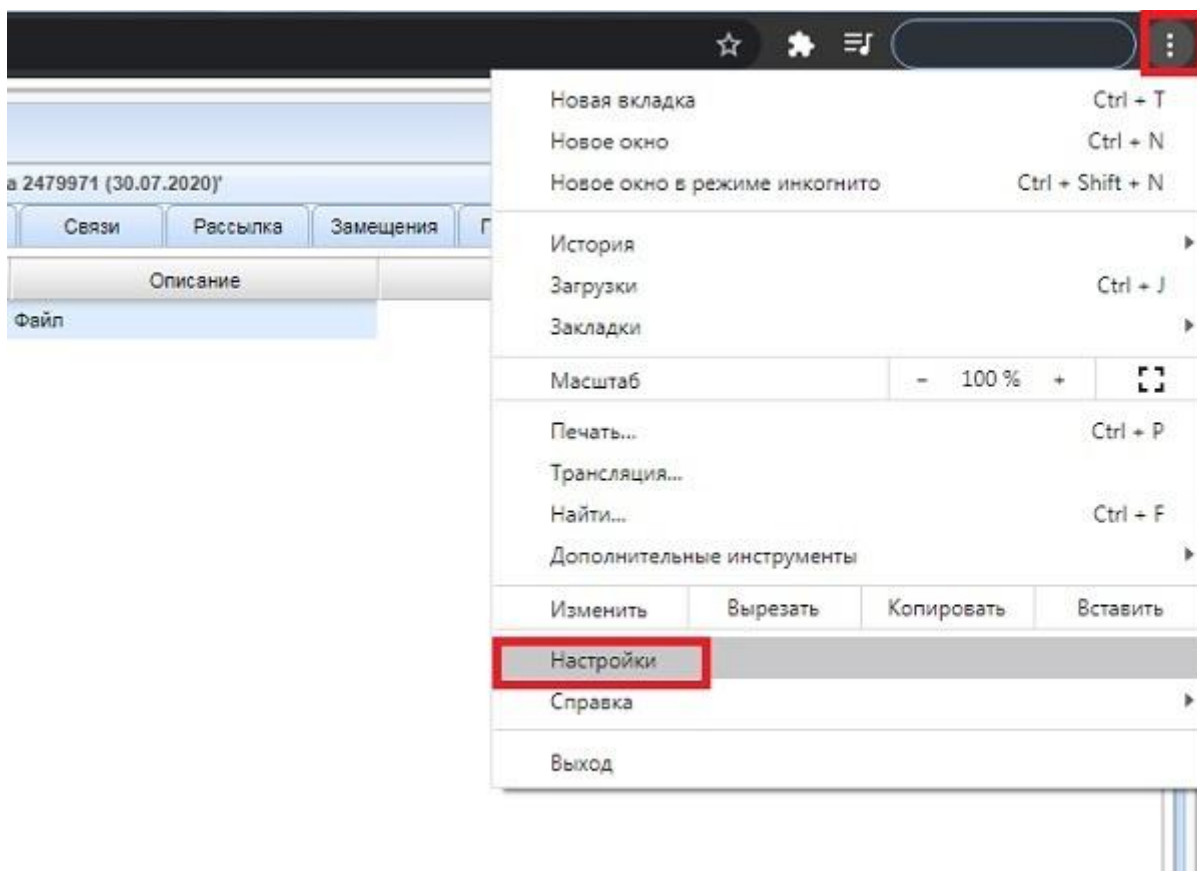 Новая вкладка Ctrl + T
Новое окно Ctrl + N
а 2479971 (30.07.2020)'
Новое окно в режиме инкогнито Ctrl + Shift + N
Связи Рассылка Замещения
История
Описание
Загрузки Ctrl + J
Файл
Закладки
Масштаб - 100 % +
Печать... Ctrl + P
Трансляция...
Найти... Ctrl + F
Дополнительные инструменты
Изменить Вырезать Копировать Вставить
Настройки
Справка
Выход